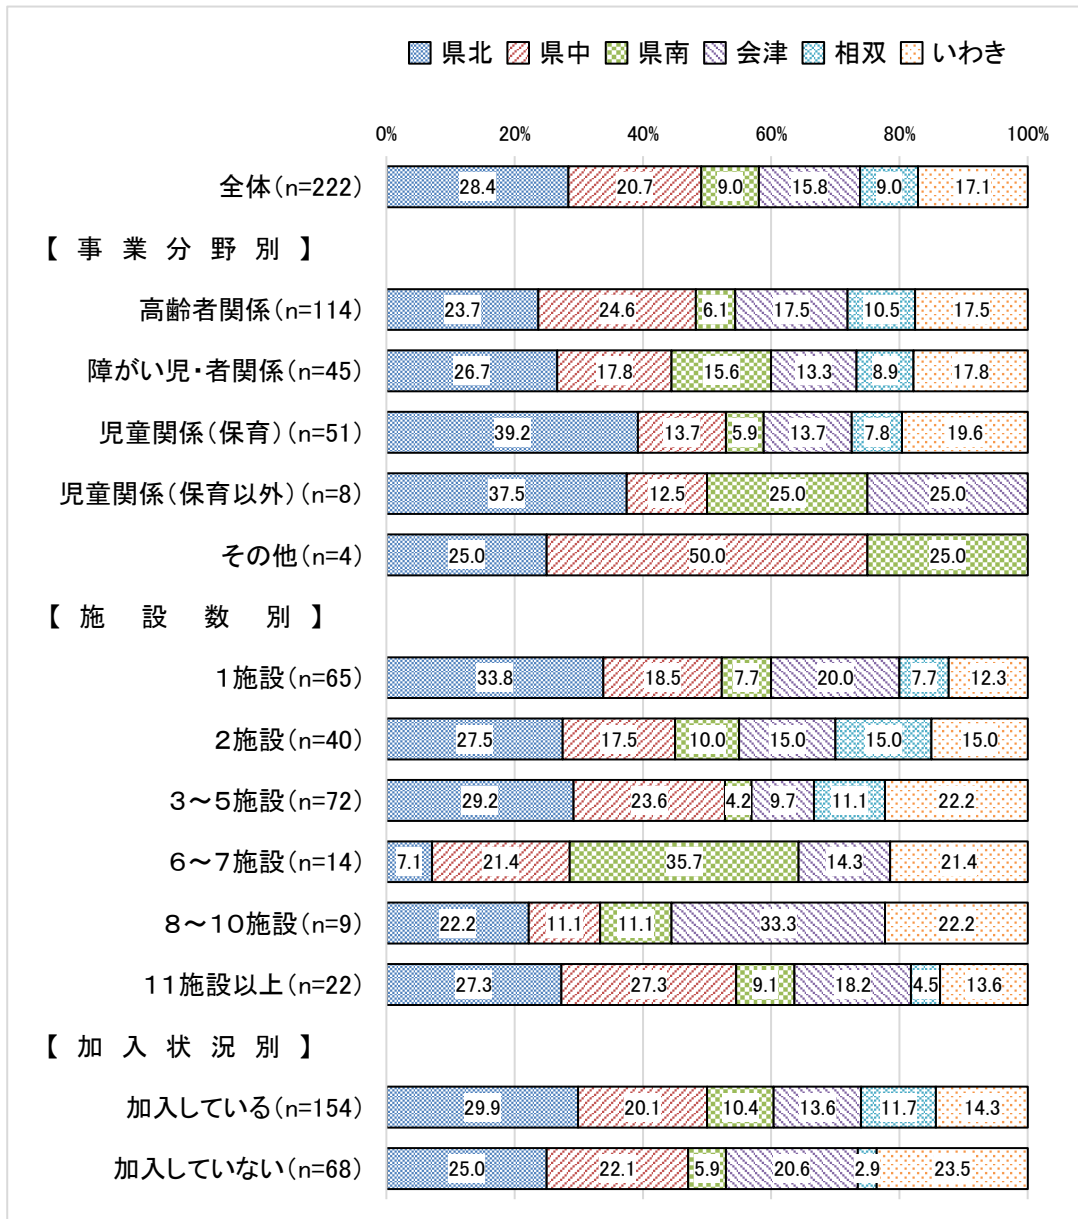 県北 県中 県南 会津 相双 いわき
0% 20% 40% 60% 80% 100%
全体(n=222) 28.4 20.7 9.0 15.8 9.0 17.1
【 事 業 分 野 別 】
高齢者関係(n=114) 23.7 24.6 6.1 17.5 10.5 17.5
障がい児・者関係(n=45) 26.7 17.8 15.6 13.3 8.9 17.8
児童関係(保育)(n=51) 39.2 13.7 5.9 13.7 7.8 19.6
児童関係(保育以外)(n=8) 37.5 12.5 25.0 25.0
その他(n=4) 25.0 50.0 25.0
【 施 設 数 別 】
1施設(n=65) 33.8 18.5 7.7 20.0 7.7 12.3
2施設(n=40) 27.5 17.5 10.0 15.0 15.0 15.0
3～5施設(n=72) 29.2 23.6 4.2 9.7 11.1 22.2
6～7施設(n=14) 7.1 21.4 35.7 14.3 21.4
8～10施設(n=9) 22.2 11.1 11.1 33.3 22.2
11施設以上(n=22) 27.3 27.3 9.1 18.2 4.5 13.6
【 加 入 状 況 別 】
加入している(n=154) 29.9 20.1 10.4 13.6 11.7 14.3
加入していない(n=68) 25.0 22.1 5.9 20.6 2.9 23.5